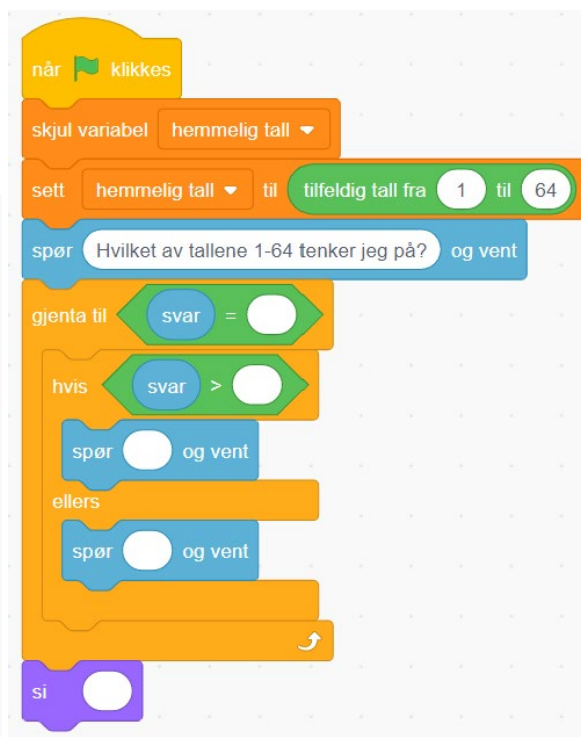 når klikkes
skjul variabel hemmelig tall
sett hemmelig tall til tilfeldig tall fra 1 til 64
spør Hvilket av tallene 1-64 tenker jeg på? og vent
gjenta til svar =
hvis svar >
spør og vent
ellers
spør og vent
si